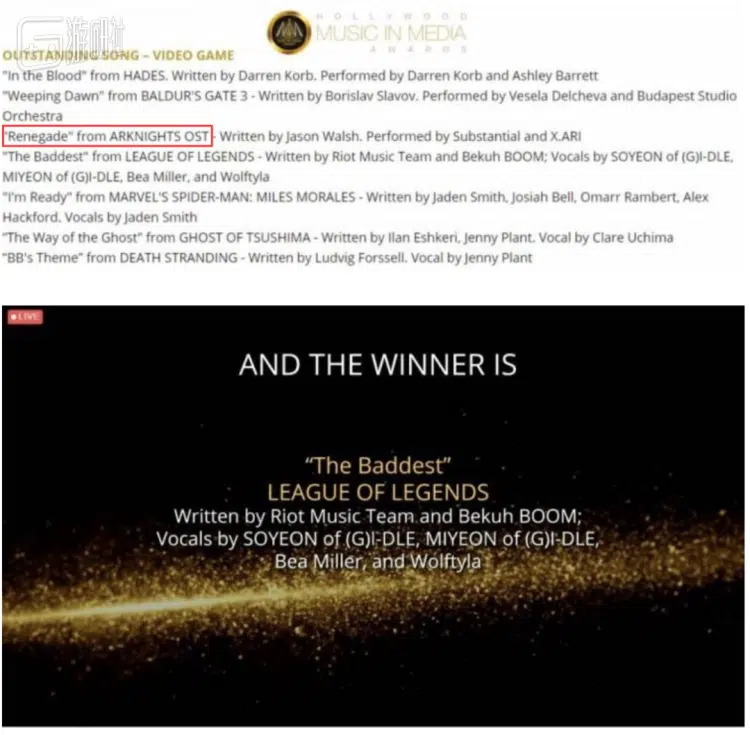 游啦
HOLLYWOOD
MUSIC IN MEDIA
AWARDS
OUTSTANDING SONG – VIDEO GAME
"In the Blood" from HADES. Written by Darren Korb. Performed by Darren Korb and Ashley Barrett
"Weeping Dawn" from BALDUR'S GATE 3 - Written by Borislav Slavov. Performed by Vesela Delcheva and Budapest Studio
Orchestra
"Renegade" from ARKNIGHTS OST - Written by Jason Walsh. Performed by Substantial and X.ARI
"The Baddest" from LEAGUE OF LEGENDS - Written by Riot Music Team and Bekuh BOOM; Vocals by SOYEON of (G)I-DLE,
MIYEON of (G)I-DLE, Bea Miller, and Wolftyla
"I'm Ready" from MARVEL'S SPIDER-MAN: MILES MORALES - Written by Jaden Smith, Josiah Bell, Omarr Rambert, Alex
Hackford. Vocals by Jaden Smith
"The Way of the Ghost" from GHOST OF TSUSHIMA - Written by Ilan Eshkeri, Jenny Plant. Vocal by Clare Uchima
"BB's Theme" from DEATH STRANDING - Written by Ludvig Forssell. Vocal by Jenny Plant
LIVE
AND THE WINNER IS
“The Baddest”
LEAGUE OF LEGENDS
Written by Riot Music Team and Bekuh BOOM;
Vocals by SOYEON of (G)I-DLE, MIYEON of (G)I-DLE,
Bea Miller, and Wolftyla